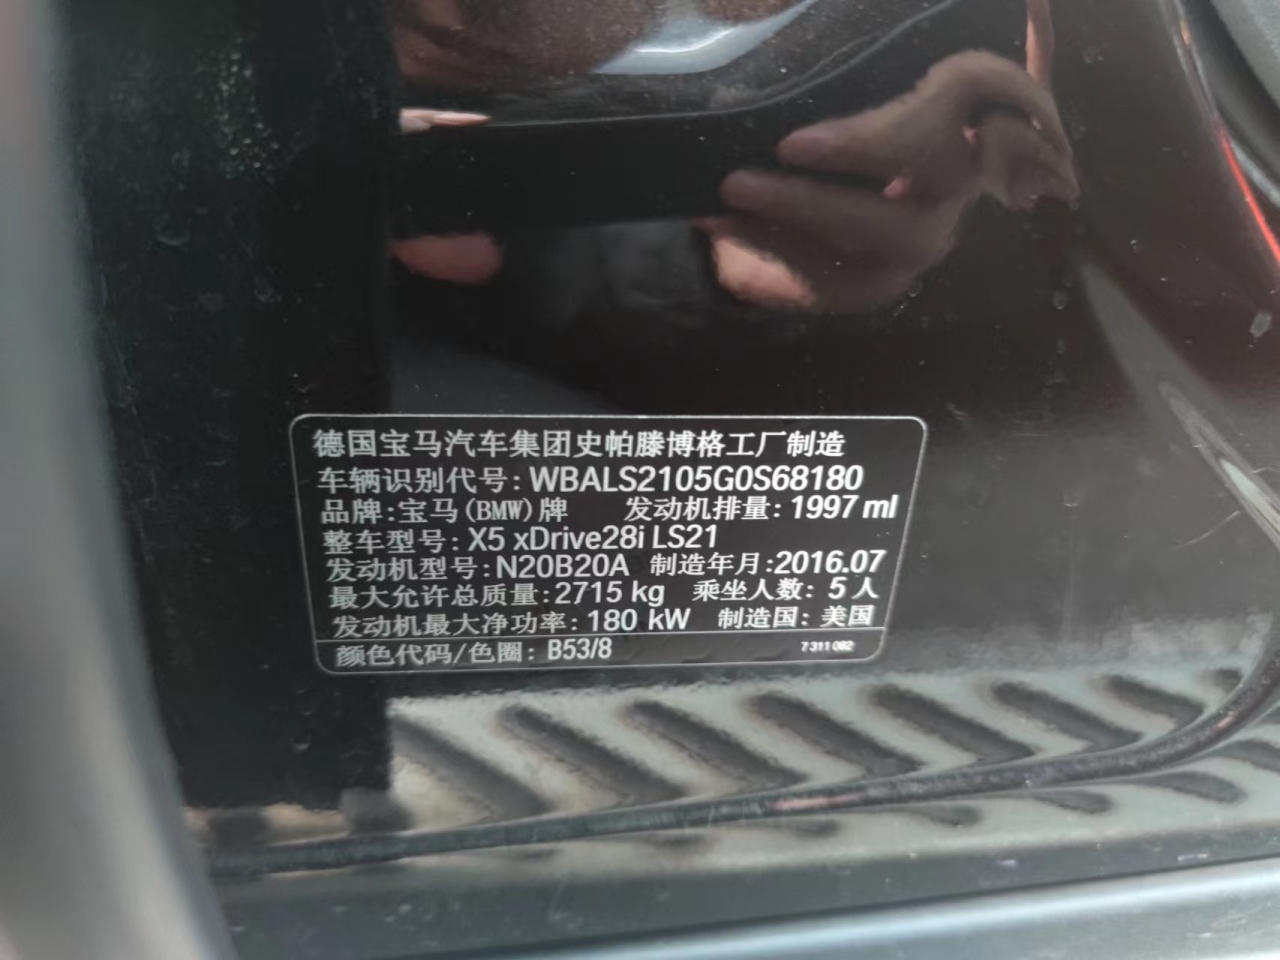 德国宝马汽车集团史帕滕博格工厂制造
车辆识别代号: WBALS2105G0S68180
品牌:宝马(BMW)牌 发动机排量: 1997 ml
整车型号: X5 xDrive28i LS21
发动机型号: N20B20A 制造年月:2016.07
最大允许总质量: 2715 kg 乘坐人数: 5 人
发动机最大净功率: 180 kW 制造国: 美国
颜色代码/色圈: B53/8 7 311 082